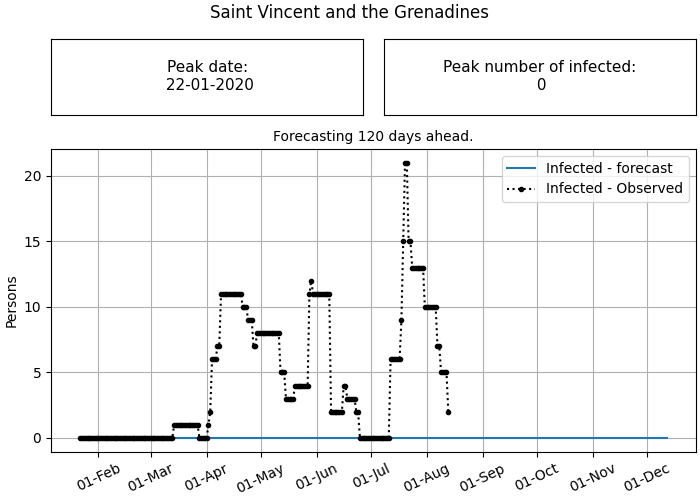 Saint Vincent and the Grenadines
Peak date:
22-01-2020
Peak number of infected:
0
Forecasting 120 days ahead.
Infected - forecast
Infected - Observed
Persons
20
15
10
5
0
01-Feb
01-Mar
01-Apr
01-May
01-Jun
01-Jul
01-Aug
01-Sep
01-Oct
01-Nov
01-Dec